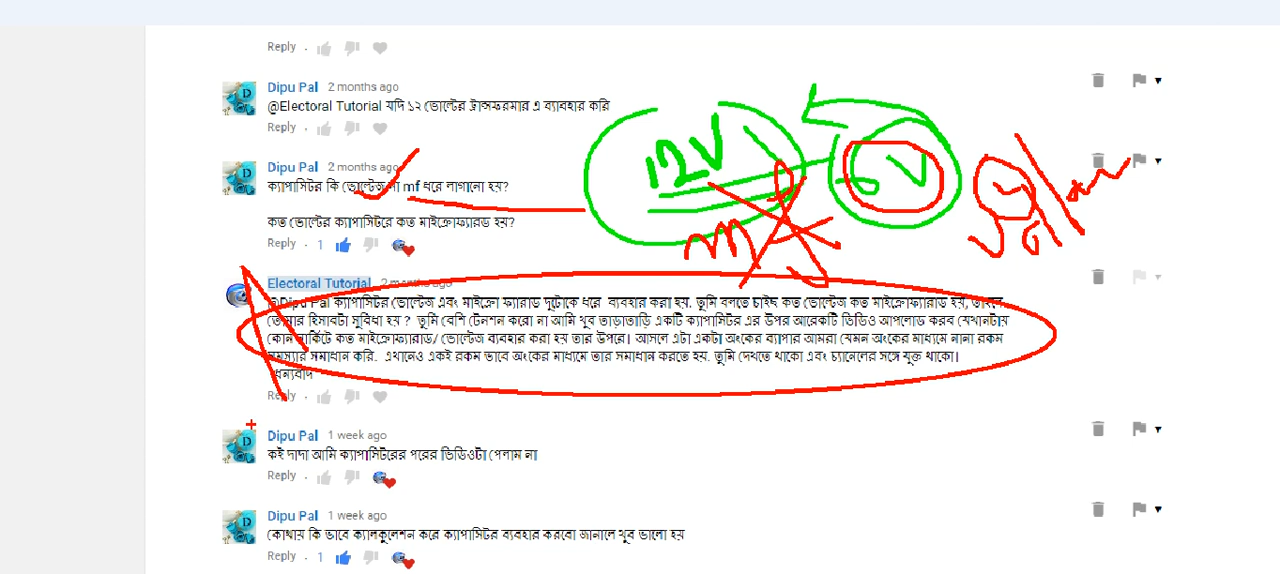 Reply
Dipu Pal 2 months ago
@Electoral Tutorial যদি ১২ ভোল্টের ট্রান্সফরমার এ ব্যাবহার করি
Reply
12V
V
Dipu Pal 2 months ago
ক্যাপাসিটর কি ভোল্টেজ না mf ধরে লাগানো হয়?
mf
কত ভোল্টের ক্যাপাসিটরে কত মাইক্রোফ্যারাড হয়?
Reply 1
Electoral Tutorial 2 months ago
@Dipu Pal ক্যাপাসিটর ভোল্টেজ এবং মাইক্রো ফ্যারাড দুটোকে ধরে ব্যবহার করা হয়. তুমি বলতে চাইছ কত ভোল্টেজ কত মাইক্রোফ্যারাড হয়, তাহলে
তোমার হিসাবটা সুবিধা হয় ? তুমি বেশি টেনশন করো না আমি খুব তাড়াতাড়ি একটি ক্যাপাসিটর এর উপর আরেকটি ভিডিও আপলোড করব যেখানটায়
কোন সার্কিটে কত মাইক্রোফ্যারাড/ ভোল্টেজ ব্যবহার করা হয় তার উপরে। আসলে এটা একটা অংকের ব্যাপার আমরা যেমন অংকের মাধ্যমে নানা রকম
সমস্যার সমাধান করি. এখানেও একই রকম ভাবে অংকের মাধ্যমে তার সমাধান করতে হয়. তুমি দেখতে থাকো এবং চ্যানেলের সঙ্গে যুক্ত থাকো।
ধন্যবাদ
Reply
Dipu Pal 1 week ago
কই দাদা আমি ক্যাপাসিটরের পরের ভিডিওটা পেলাম না
Reply
Dipu Pal 1 week ago
কোথায় কি ভাবে ক্যালকুলেশন করে ক্যাপাসিটর ব্যবহার করবো জানালে খুব ভালো হয়
Reply 1